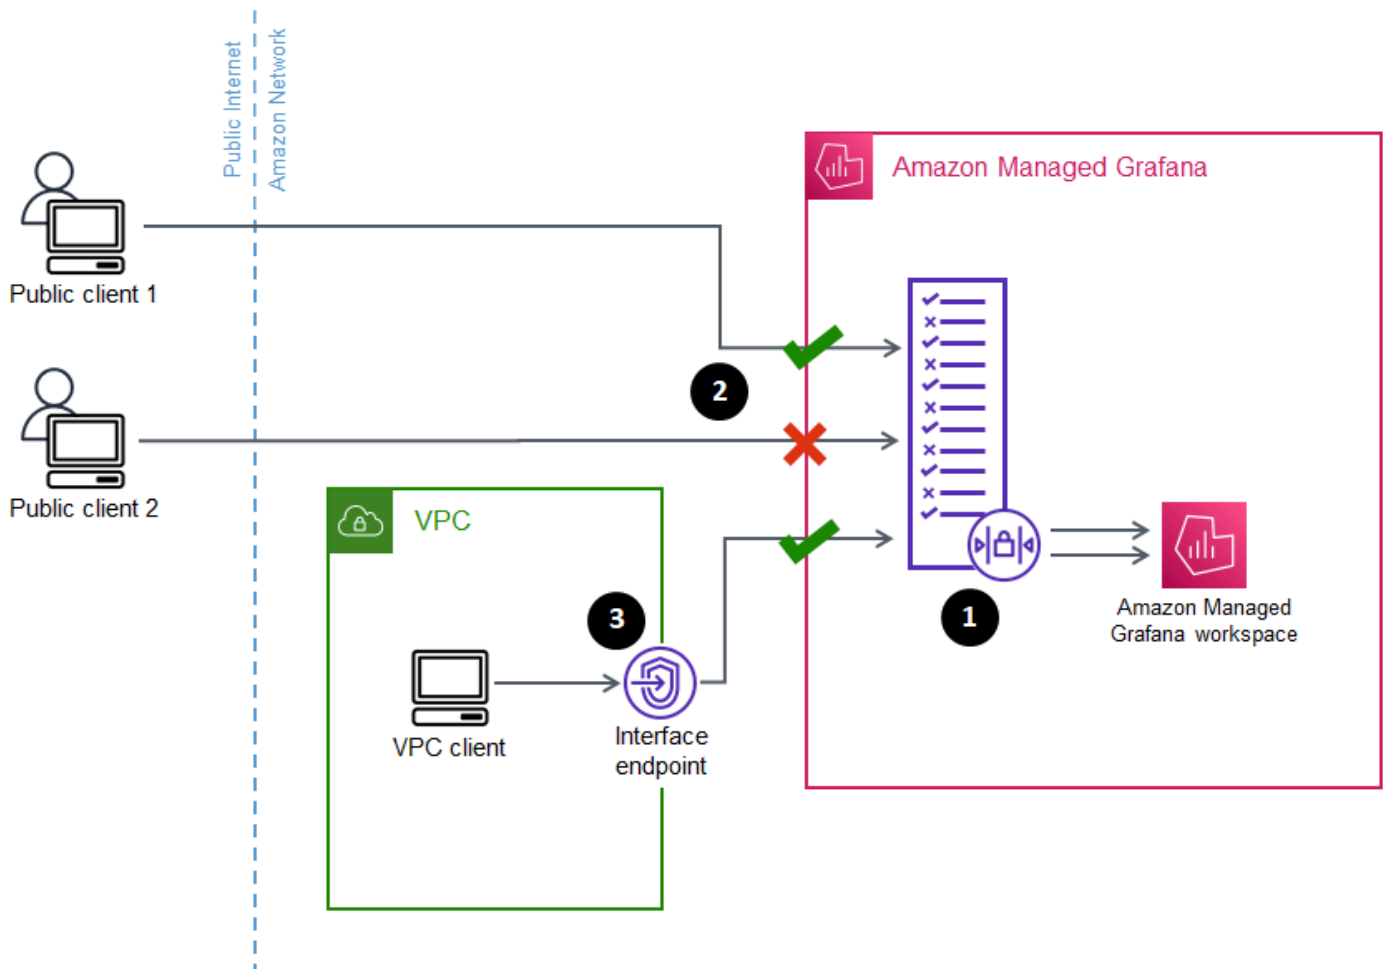 Public Internet
Amazon Network
Amazon Managed Grafana
Public client 1
2
Public client 2
VPC
3
1
Amazon Managed
Grafana workspace
VPC client
Interface
endpoint